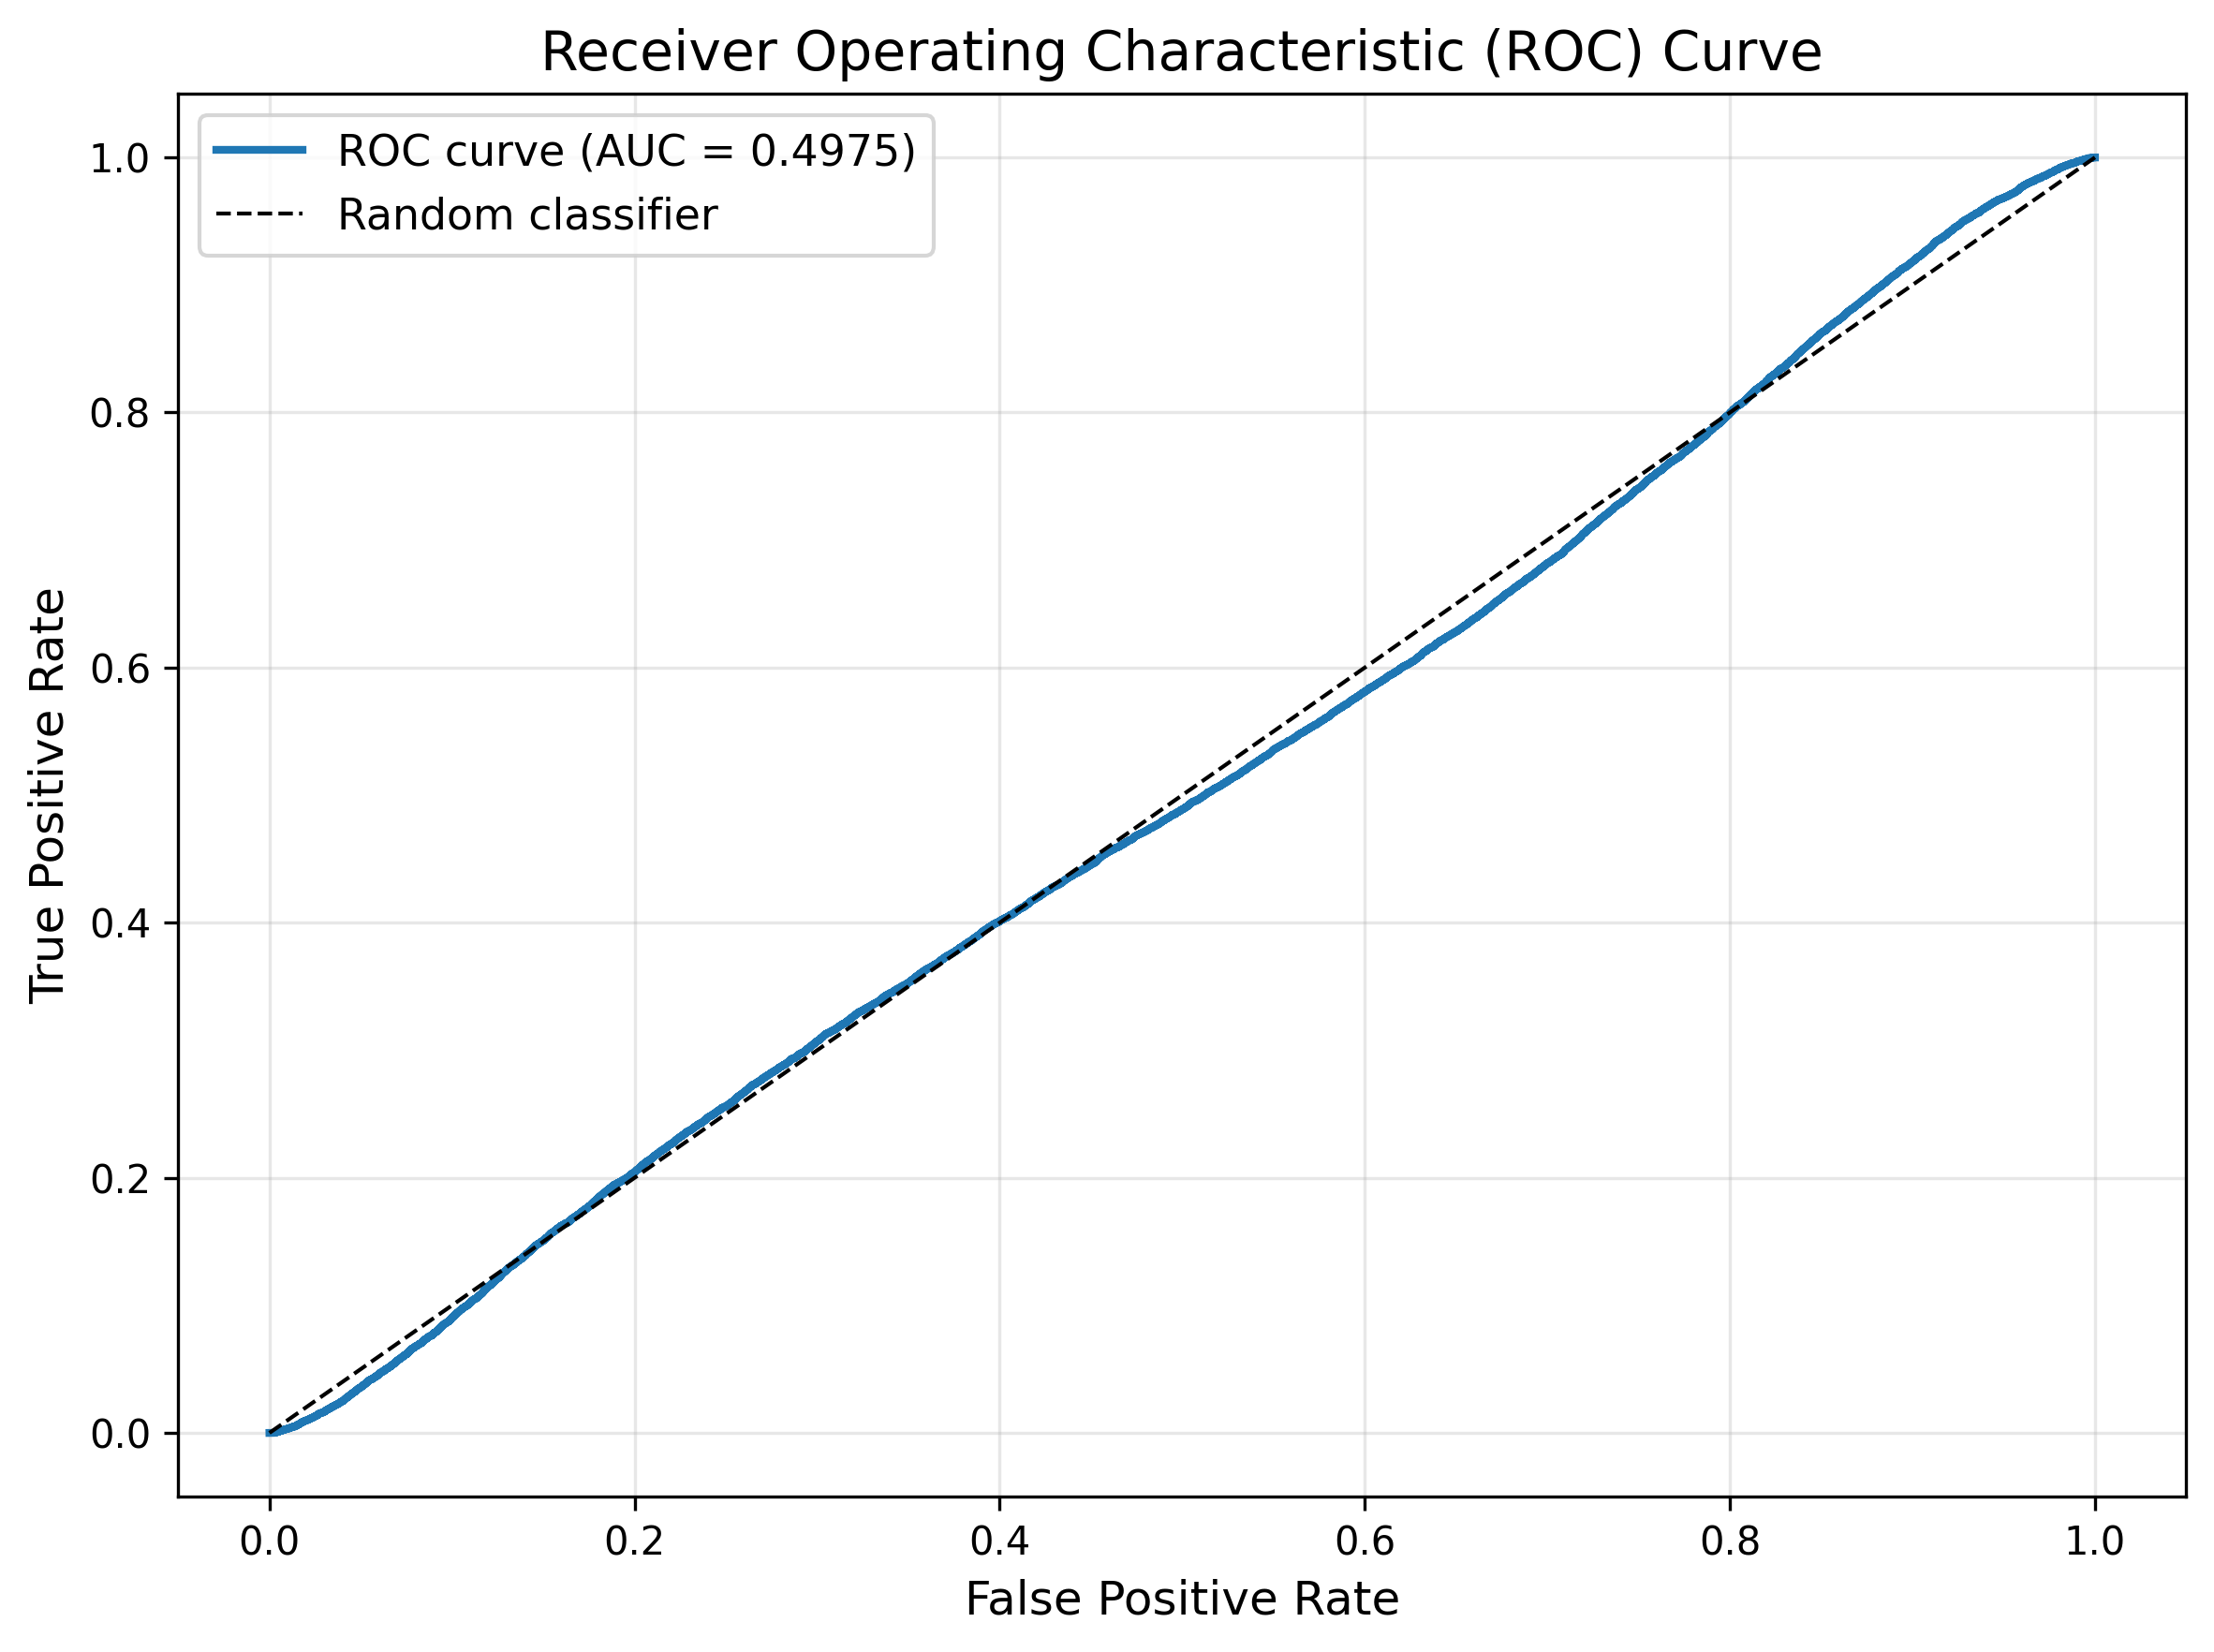 Receiver Operating Characteristic (ROC) Curve
ROC curve (AUC = 0.4975)
Random classifier
True Positive Rate
1.0
0.8
0.6
0.4
0.2
0.0
0.0 0.2 0.4 0.6 0.8 1.0
False Positive Rate